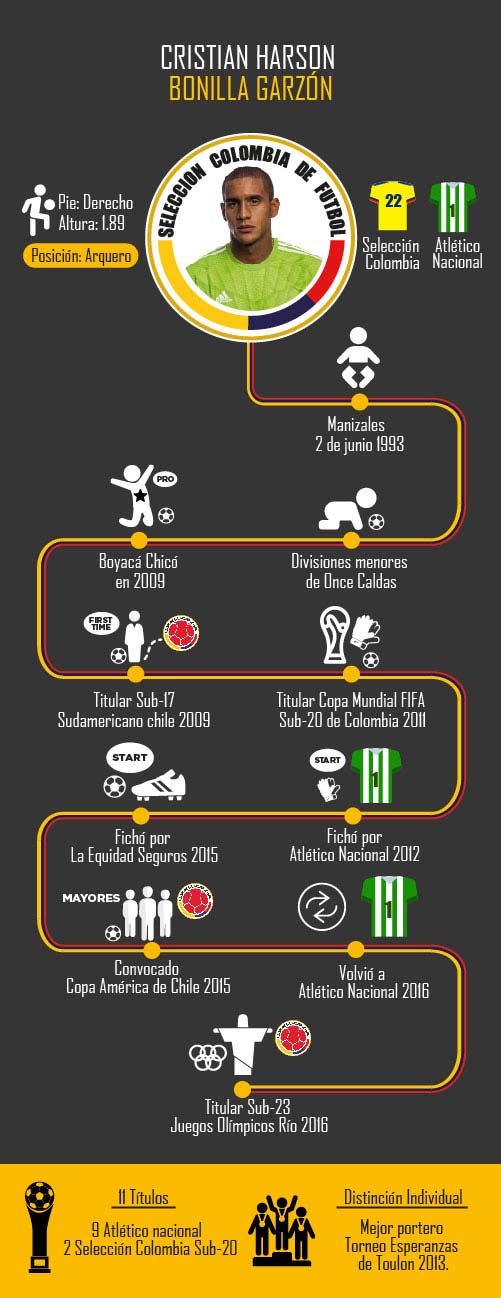 CRISTIAN HARSON
BONILLA GARZÓN
SELECCION COLOMBIA DE FUTBOL
Pie: Derecho
Altura: 1.89
Posición: Arquero
22
1
Selección
Colombia
Atlético
Nacional
Manizales
2 de junio 1993
PRO
Boyacá Chicó
en 2009
Divisiones menores
de Once Caldas
FIRST
TIME
Titular Sub-17
Sudamericano chile 2009
Titular Copa Mundial FIFA
Sub-20 de Colombia 2011
START
Fichó por
La Equidad Seguros 2015
START
1
Fichó por
Atlético Nacional 2012
MAYORES
Convocado
Copa América de Chile 2015
1
Volvió a
Atlético Nacional 2016
Titular Sub-23
Juegos Olímpicos Río 2016
11 Títulos
9 Atlético nacional
2 Selección Colombia Sub-20
Distinción Individual
Mejor portero
Torneo Esperanzas
de Toulon 2013.